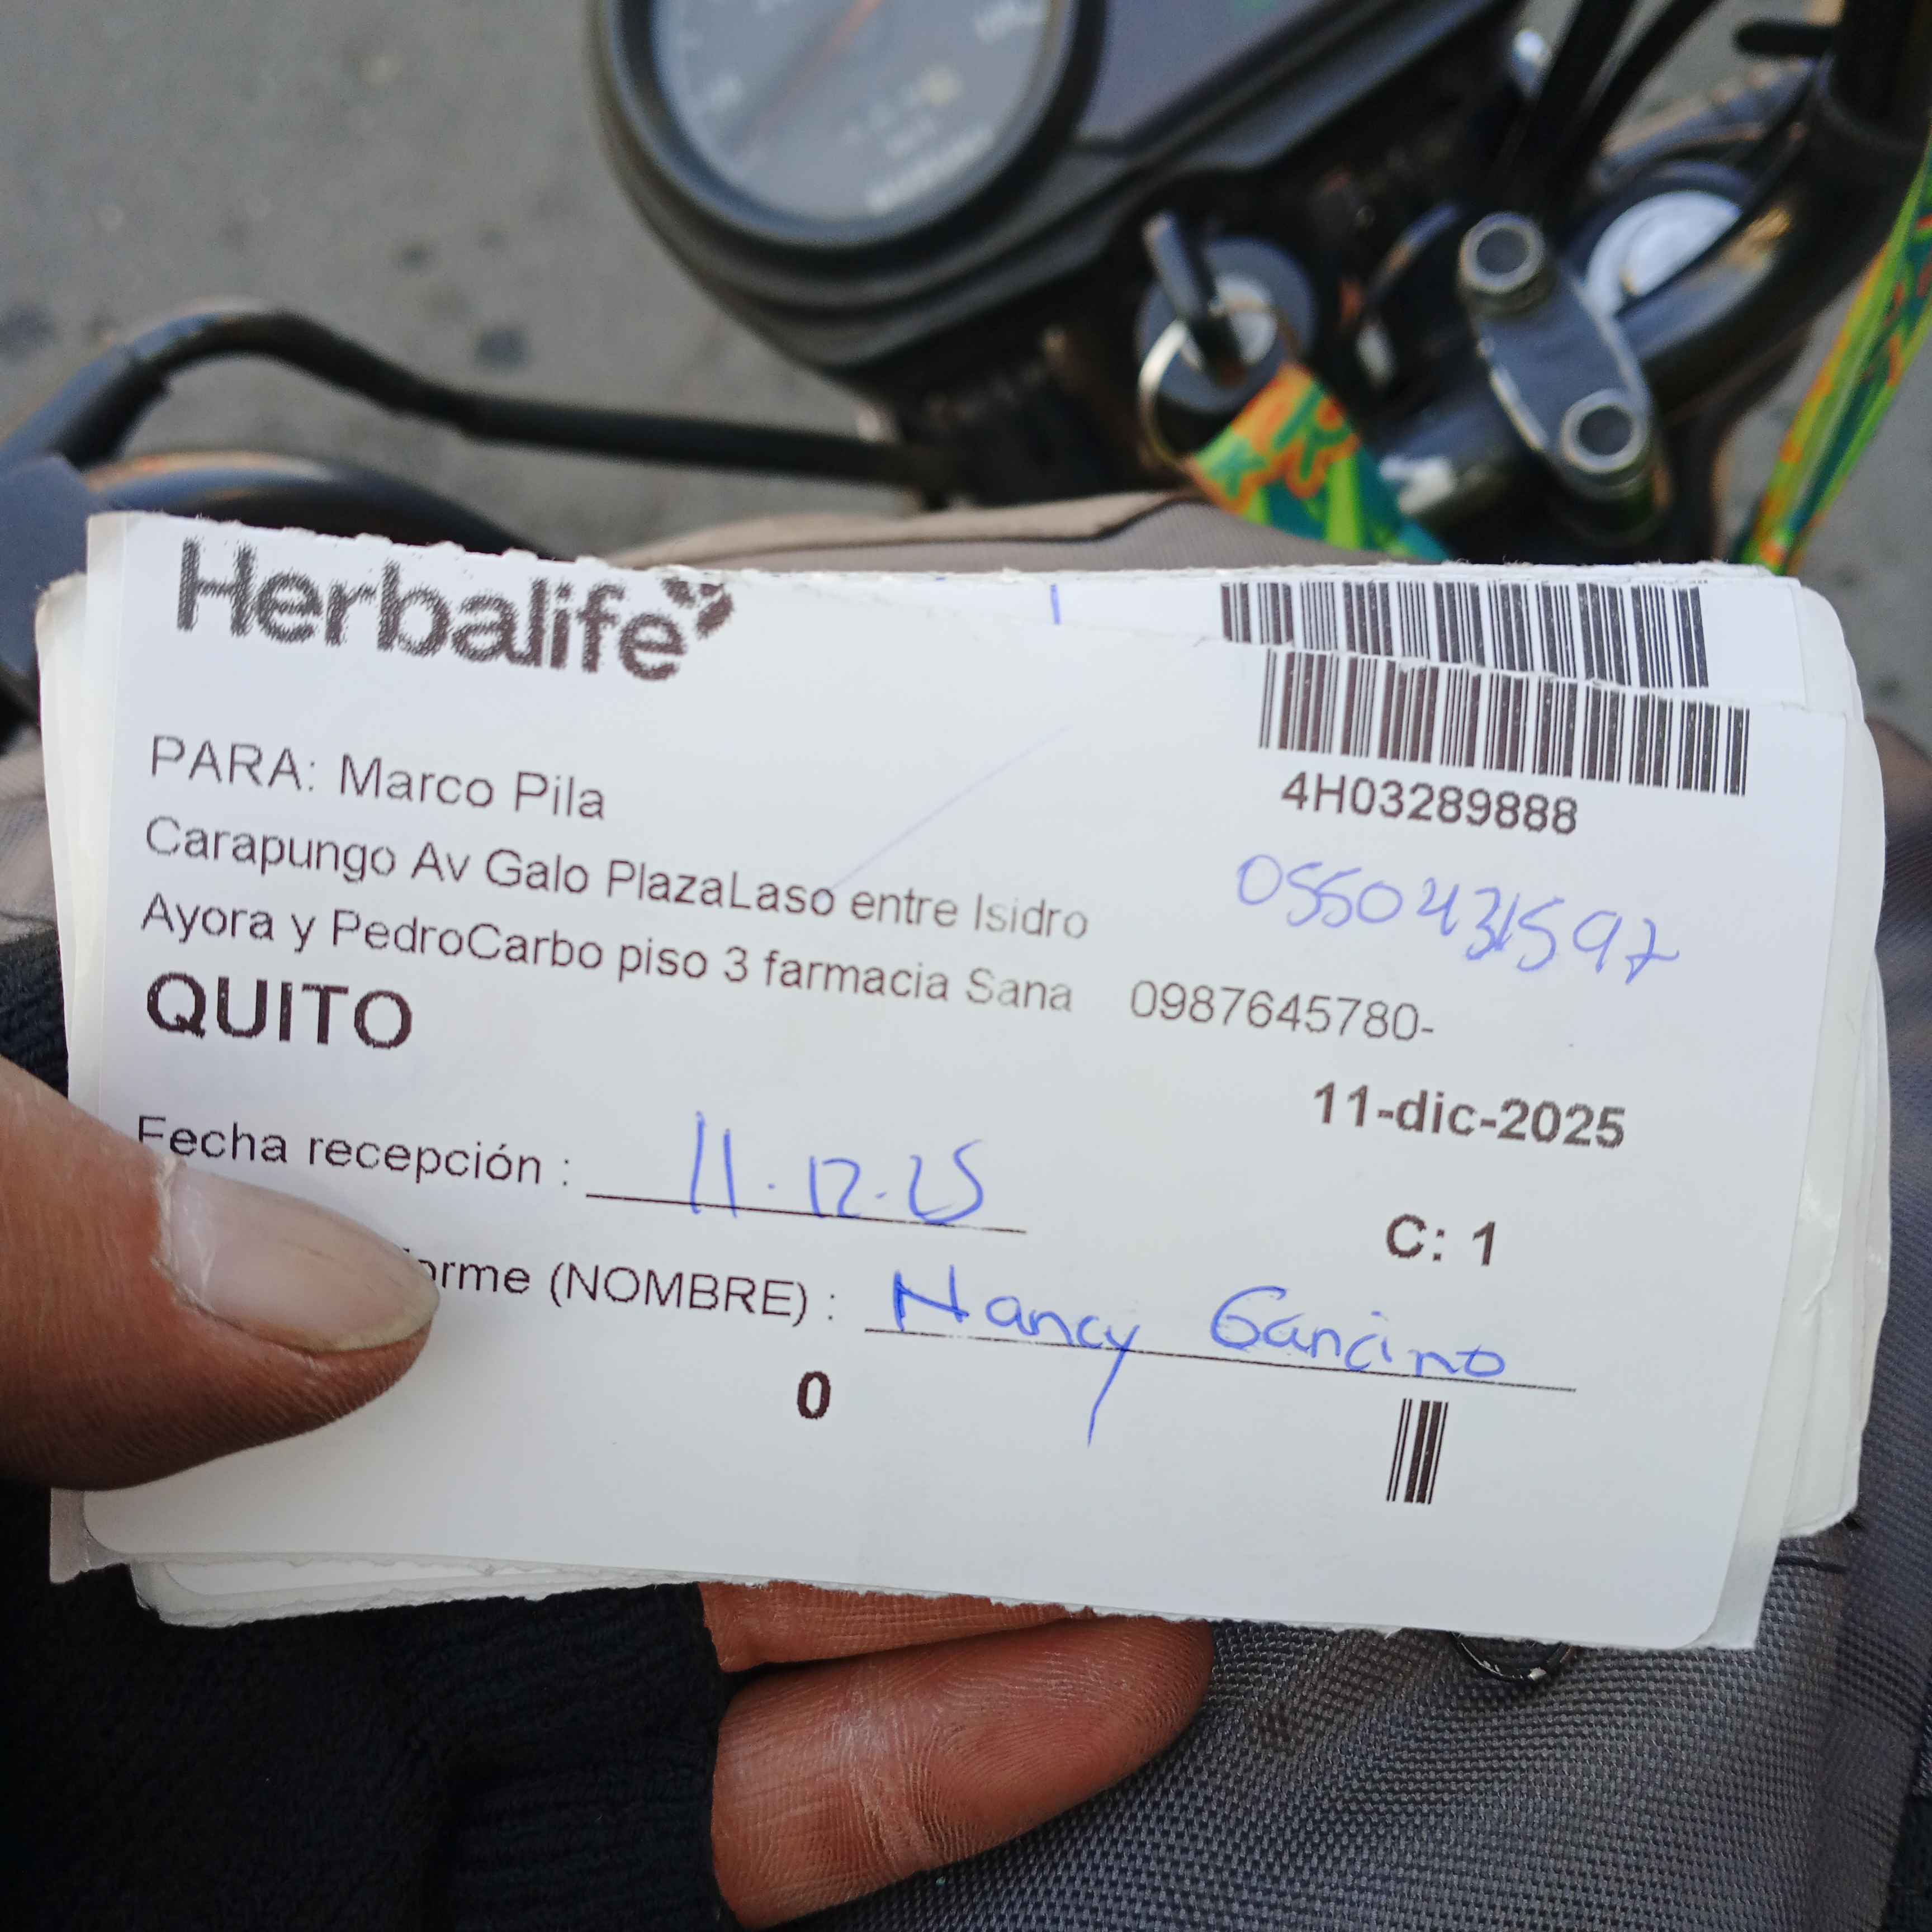 Herbalife
4H03289888
PARA: Marco Pila
Carapungo Av Galo PlazaLaso entre Isidro
Ayora y PedroCarbo piso 3 farmacia Sana 0987645780-
QUITO
11-dic-2025
Fecha recepción : 11.12.25
C: 1
orme (NOMBRE) : Nancy Gancino
0